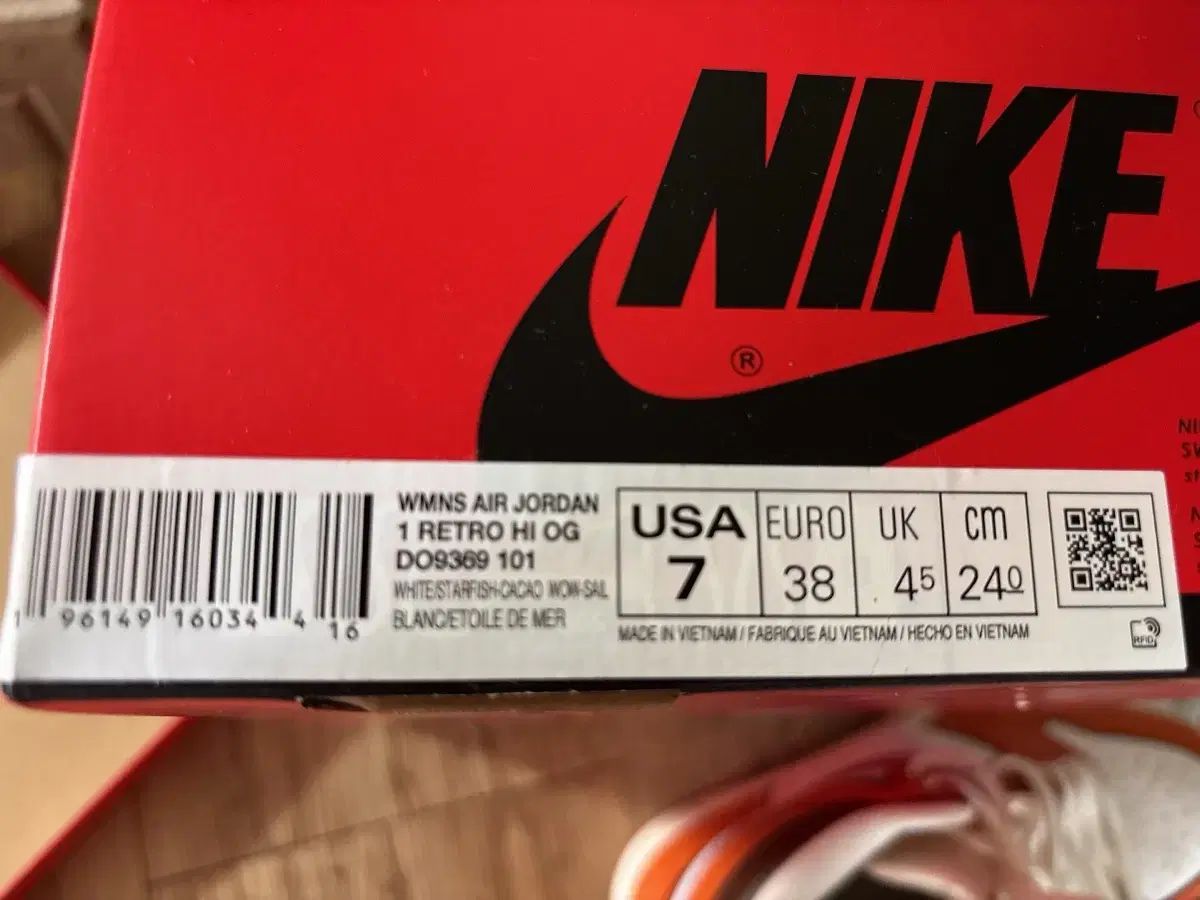 NIKE
®
WMNS AIR JORDAN
1 RETRO HI OG
DO9369 101
WHITE/STARFISH-CACAO WOW-SAIL
BLANC/ETOILE DE MER
1 96149 16034 4 16
USA EURO UK cm
7 38 45 240
MADE IN VIETNAM / FABRIQUE AU VIETNAM / HECHO EN VIETNAM
RFID